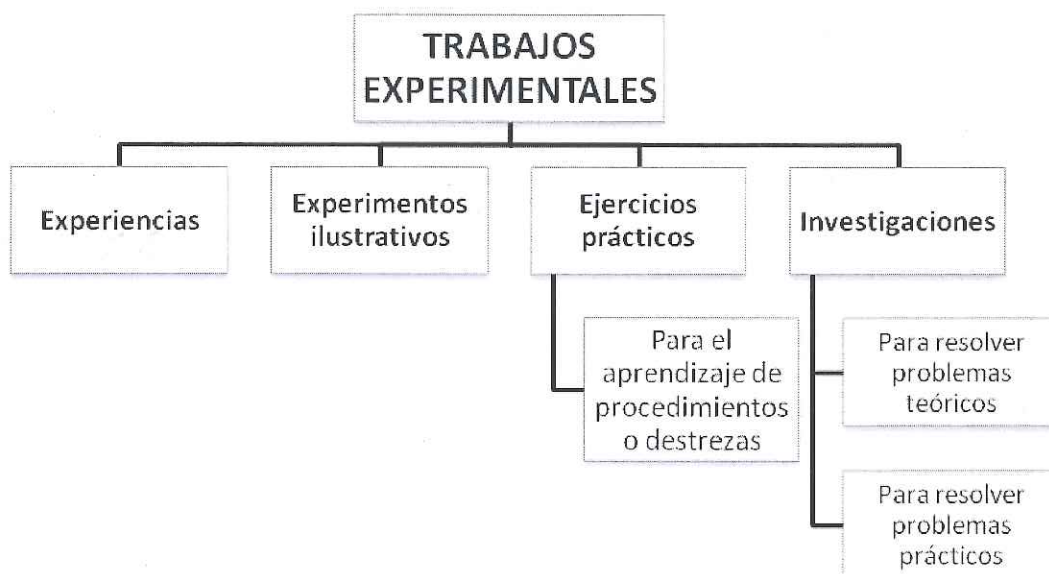 TRABAJOS
EXPERIMENTALES
Experiencias
Experimentos
ilustrativos
Ejercicios
prácticos
Investigaciones
Para el
aprendizaje de
procedimientos
o destrezas
Para resolver
problemas
teóricos
Para resolver
problemas
prácticos